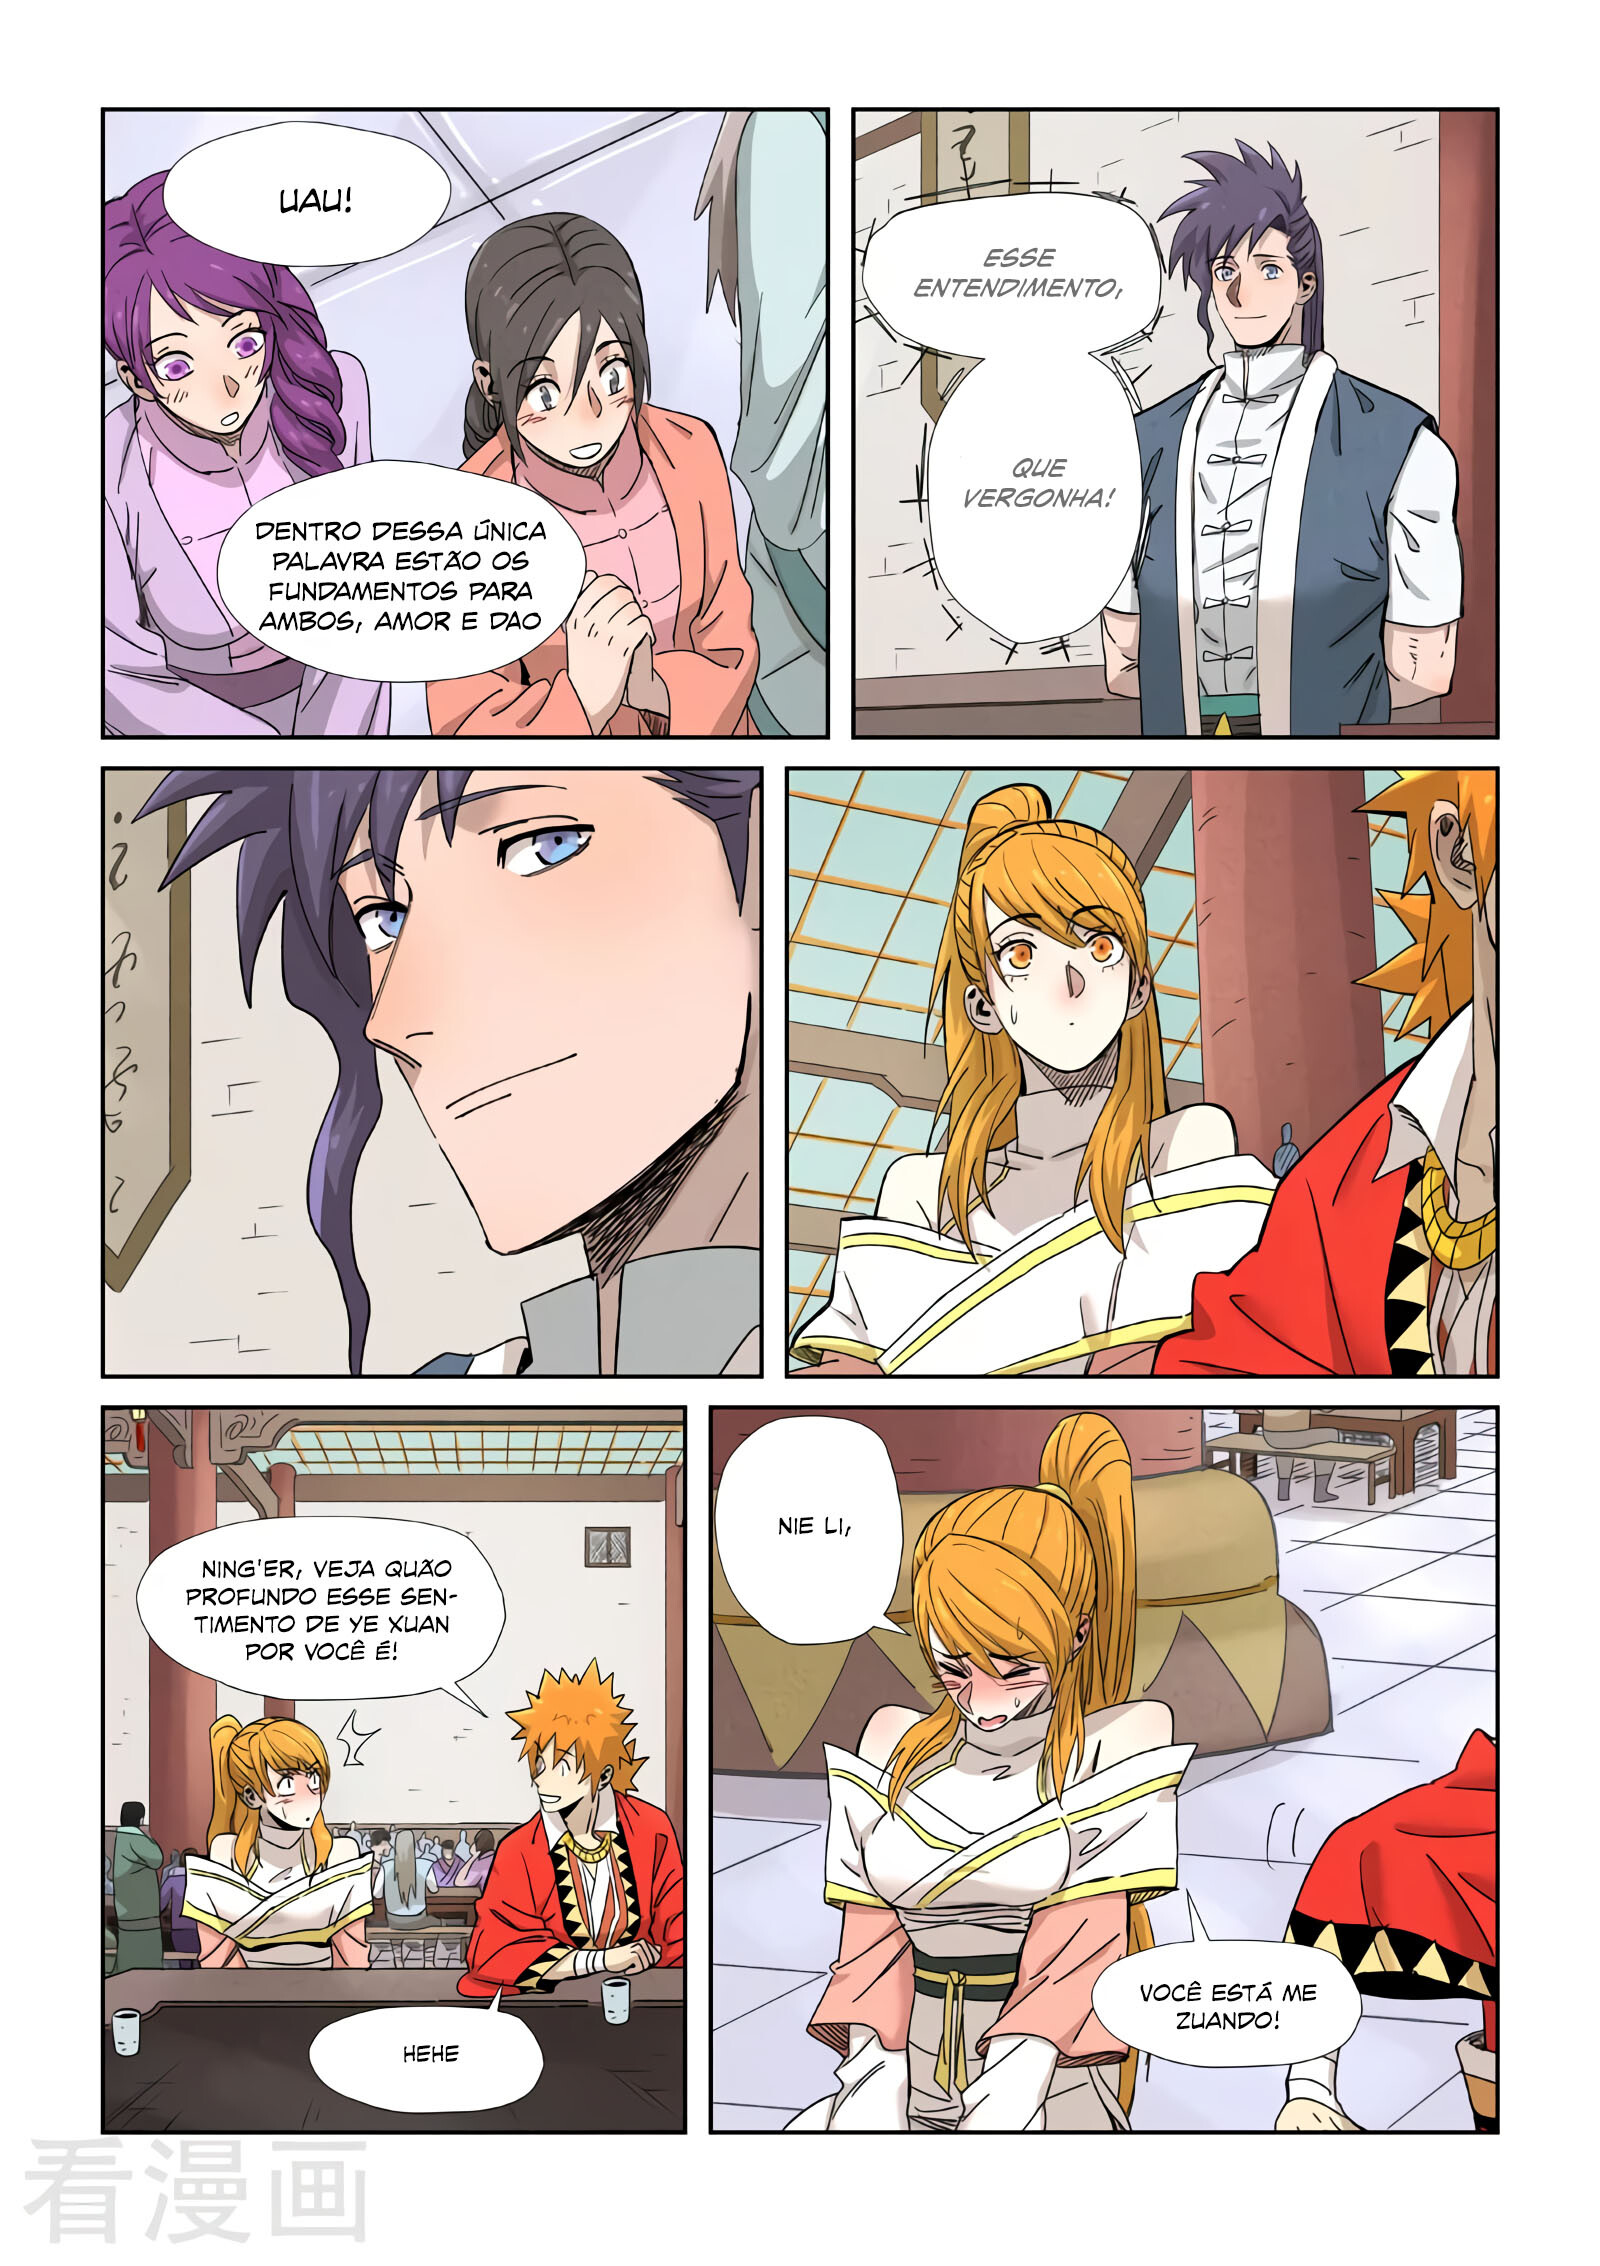 UAU!
DENTRO DESSA ÚNICA
PALAVRA ESTÃO OS
FUNDAMENTOS PARA
AMBOS, AMOR E DAO
ESSE
ENTENDIMENTO,
QUE
VERGONHA!
NING'ER, VEJA QUÃO
PROFUNDO ESSE SEN-
TIMENTO DE YE XUAN
POR VOCÊ É!
HEHE
NIE LI,
VOCÊ ESTÁ ME
ZUANDO!
看漫画